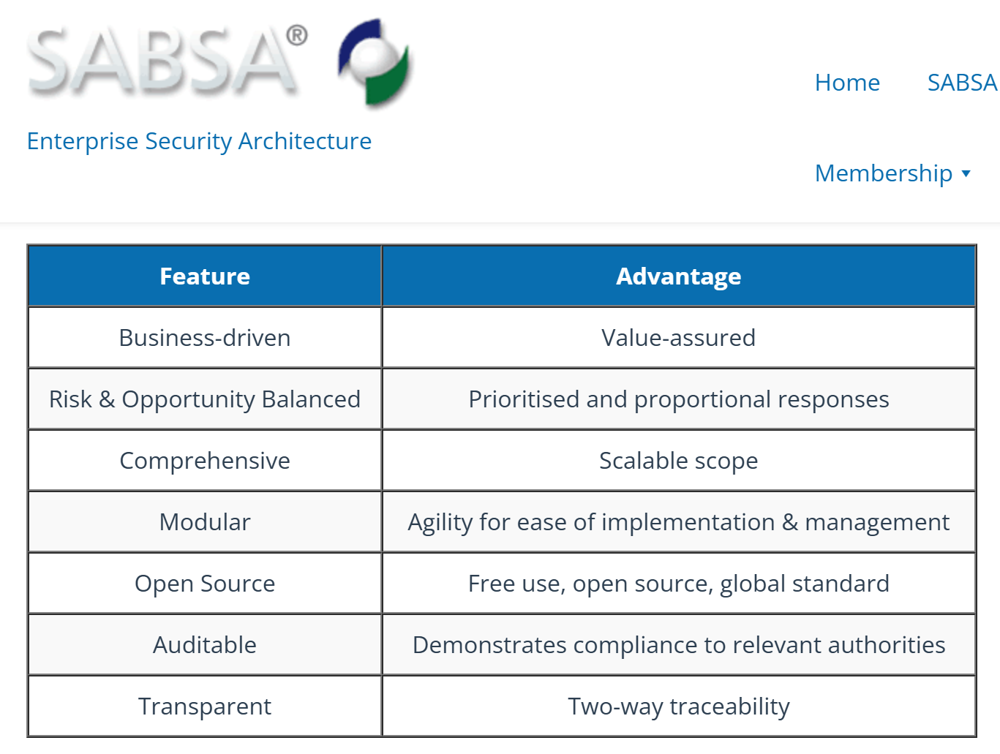 SABSA®
Enterprise Security Architecture
Home SABSA
Membership
Feature Advantage
Business-driven Value-assured
Risk & Opportunity Balanced Prioritised and proportional responses
Comprehensive Scalable scope
Modular Agility for ease of implementation & management
Open Source Free use, open source, global standard
Auditable Demonstrates compliance to relevant authorities
Transparent Two-way traceability